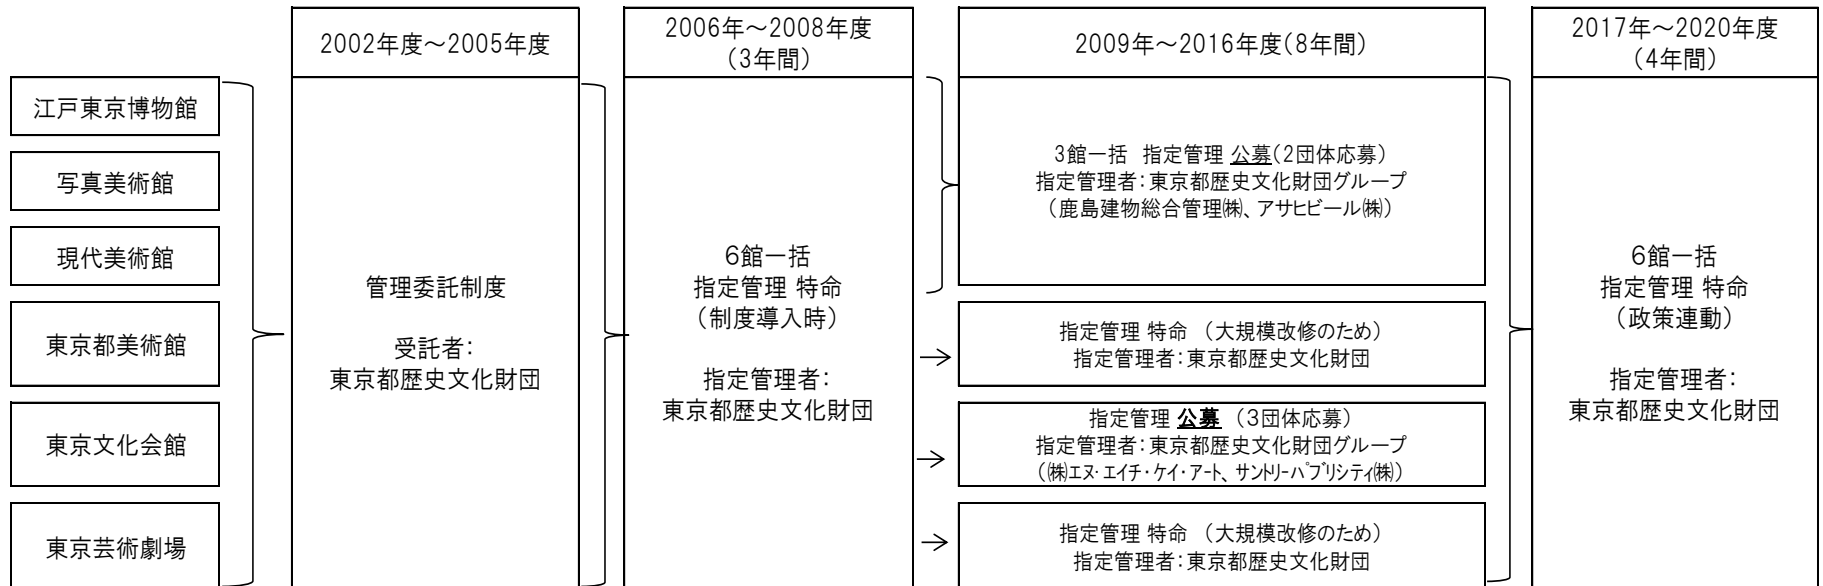 江戸東京博物館
写真美術館
現代美術館
東京都美術館
東京文化会館
東京芸術劇場
2002年度～2005年度
管理委託制度
受託者：
東京都歴史文化財団
2006年～2008年度
（3年間）
6館一括
指定管理 特命
（制度導入時）
指定管理者：
東京都歴史文化財団
2009年～2016年度（8年間）
3館一括 指定管理 公募（2団体応募）
指定管理者：東京都歴史文化財団グループ
（鹿島建物総合管理㈱、アサヒビール㈱）
→
指定管理 特命 （大規模改修のため）
指定管理者：東京都歴史文化財団
→
指定管理 公募 （3団体応募）
指定管理者：東京都歴史文化財団グループ
（㈱エヌ・エイチ・ケイ・アート、サントリーパブリシティ㈱）
→
指定管理 特命 （大規模改修のため）
指定管理者：東京都歴史文化財団
2017年～2020年度
（4年間）
6館一括
指定管理 特命
（政策連動）
指定管理者：
東京都歴史文化財団